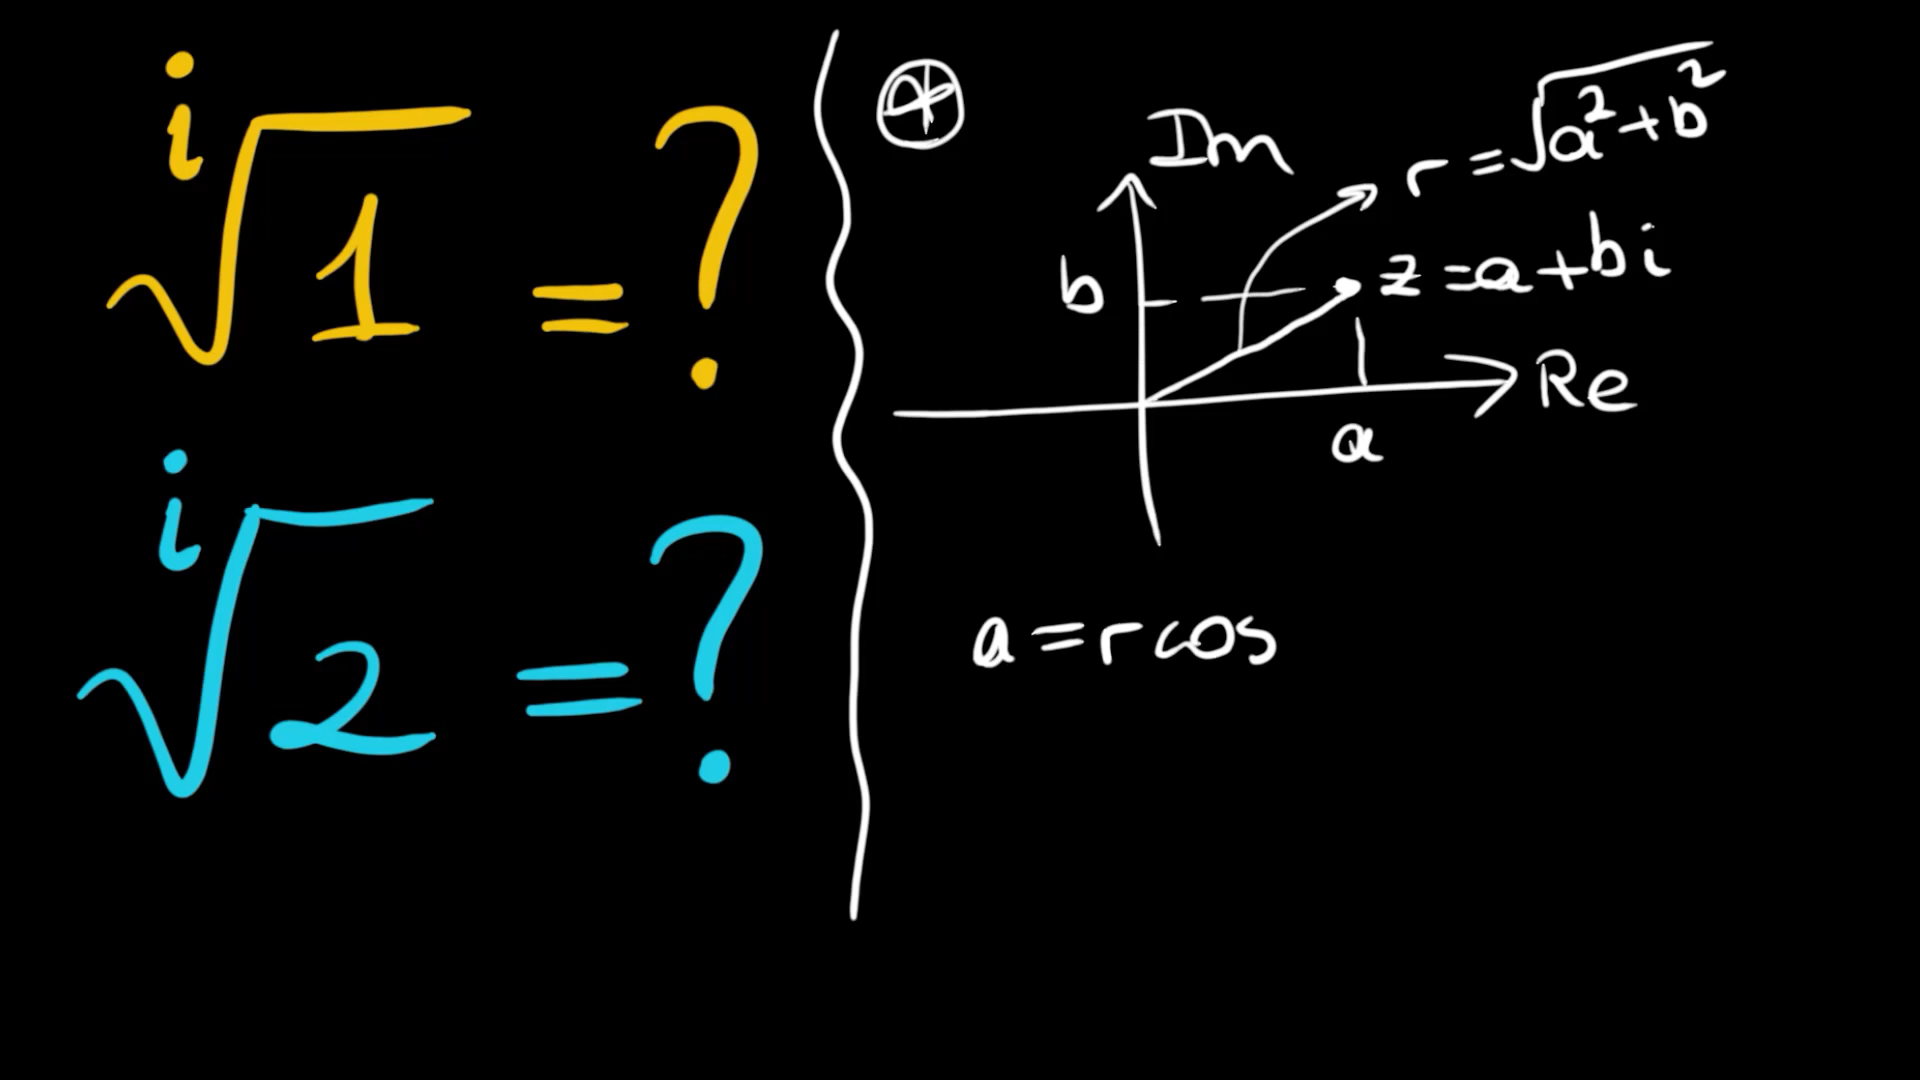 ⁱ√1 = ?
ⁱ√2 = ?
*
Im
r = √a²+b²
b
z = a + bi
Re
a
a = r cos